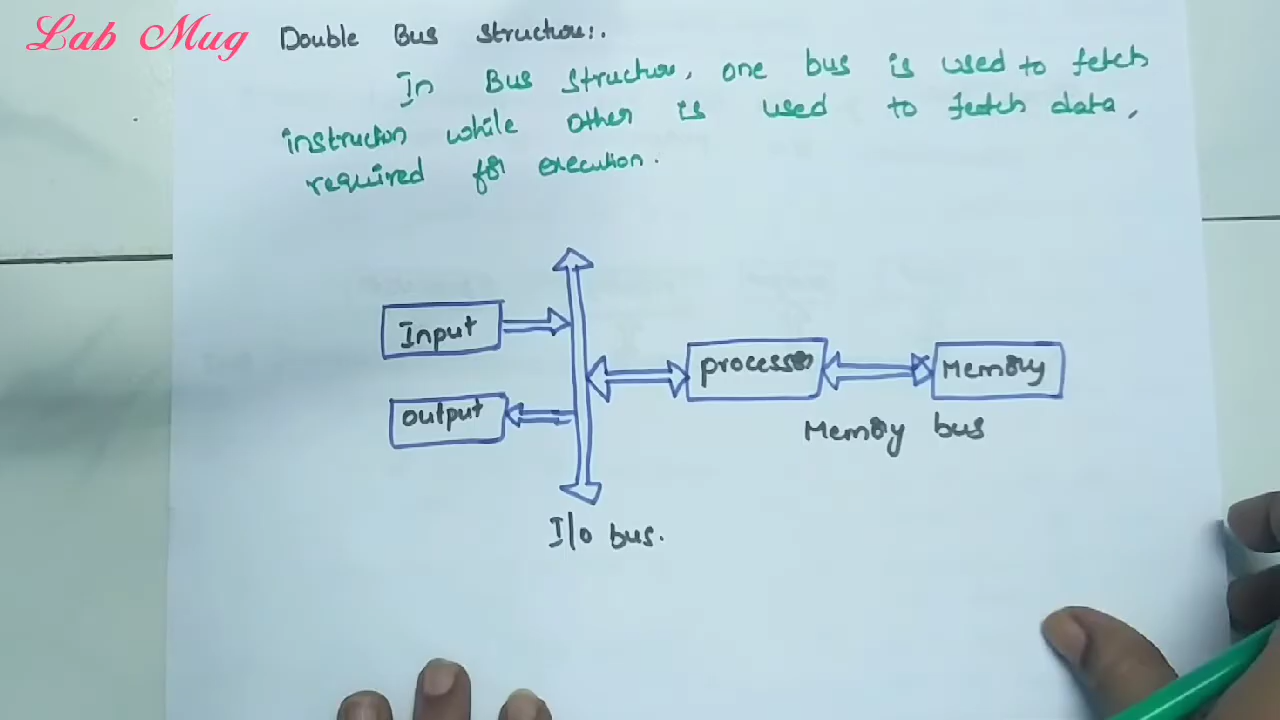 Lab Mug
Double Bus Structure:.
In Bus Structure, one bus is used to fetch
instruction while other is used to fetch data,
required for execution.
Input
output
processor
Memory
Memory bus
I/o bus.